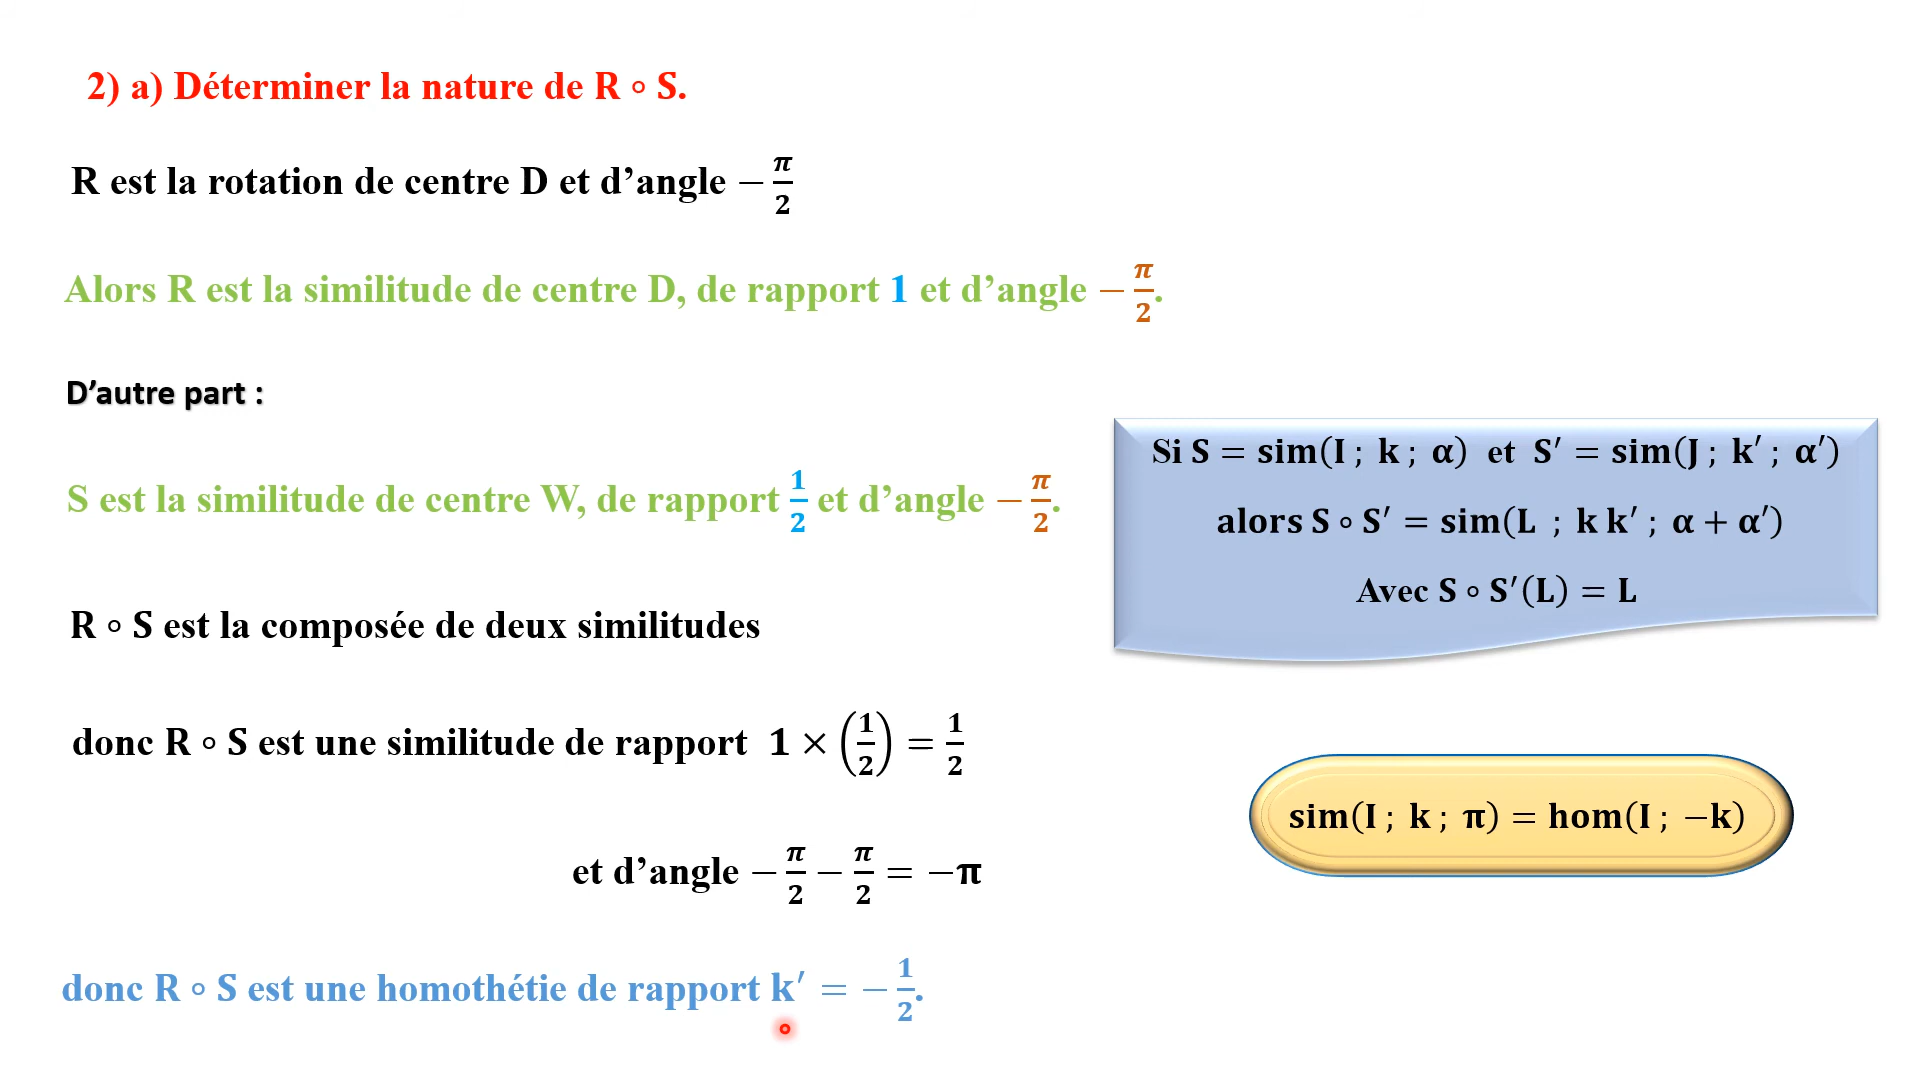 2) a) Déterminer la nature de R ∘ S.
R est la rotation de centre D et d’angle −π/2
Alors R est la similitude de centre D, de rapport 1 et d’angle −π/2.
D’autre part :
S est la similitude de centre W, de rapport 1/2 et d’angle −π/2.
R ∘ S est la composée de deux similitudes
donc R ∘ S est une similitude de rapport 1 × (1/2) = 1/2
et d’angle −π/2 − π/2 = −π
donc R ∘ S est une homothétie de rapport k′ = −1/2.
Si S = sim(I ; k ; α) et S′ = sim(J ; k′ ; α′)
alors S ∘ S′ = sim(L ; k k′ ; α + α′)
Avec S ∘ S′(L) = L
sim(I ; k ; π) = hom(I ; −k)